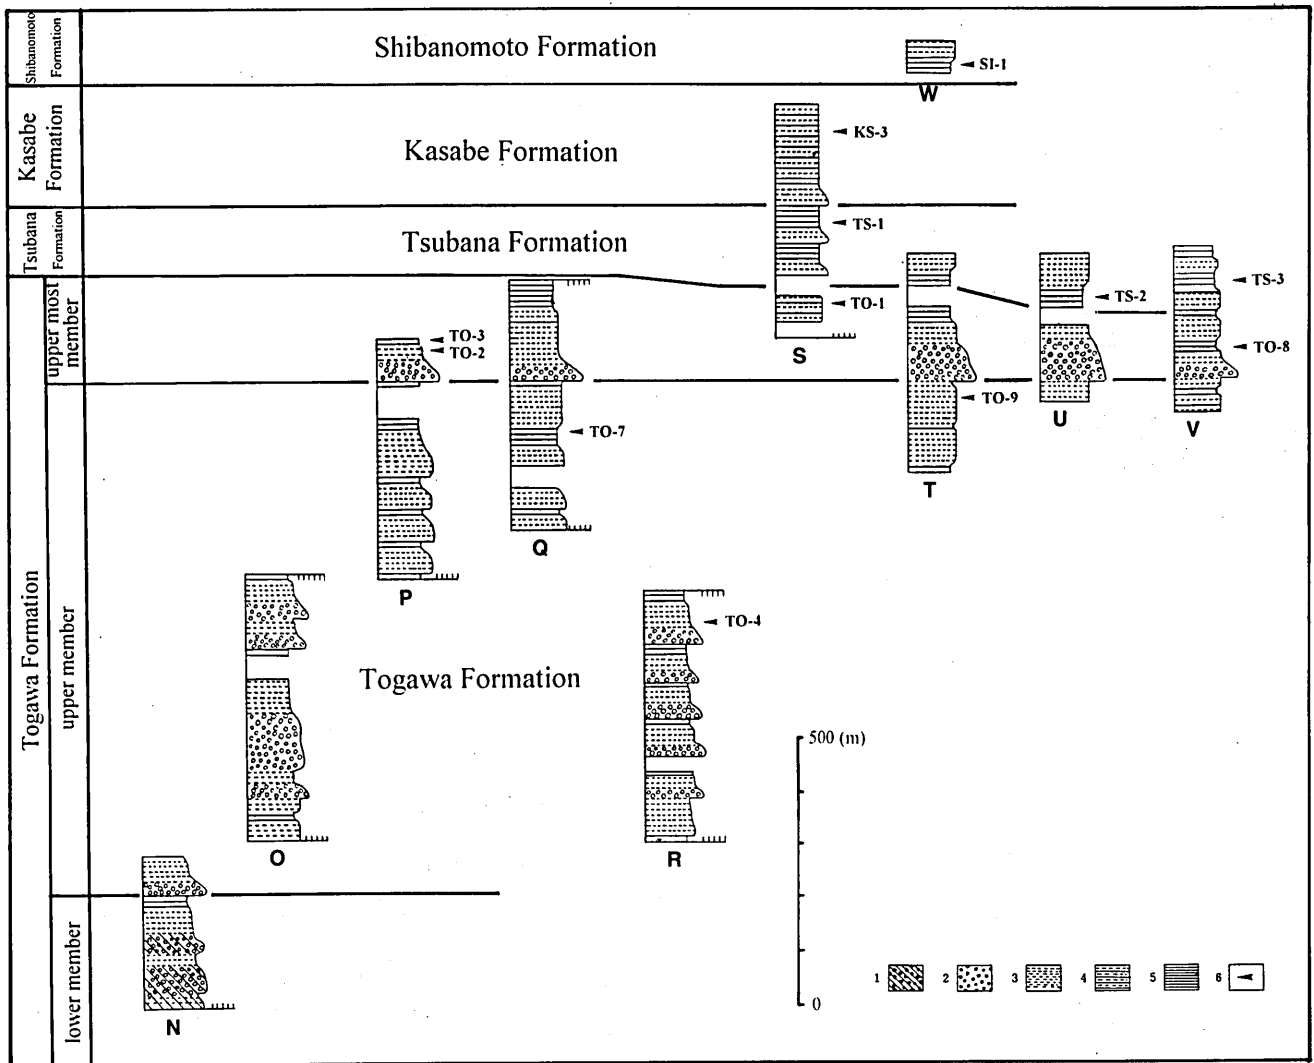 Shibanomoto
Formation
Shibanomoto Formation
SI-1
W
Kasabe
Formation
Kasabe Formation
KS-3
Tsubana
Formation
Tsubana Formation
TS-1
TS-2
TS-3
Togawa Formation
upper most
member
TO-3
TO-2
TO-1
S
TO-8
upper member
TO-9
U
V
TO-7
T
Q
P
Togawa Formation
TO-4
O
R
500 (m)
0
lower member
N
1
2
3
4
5
6